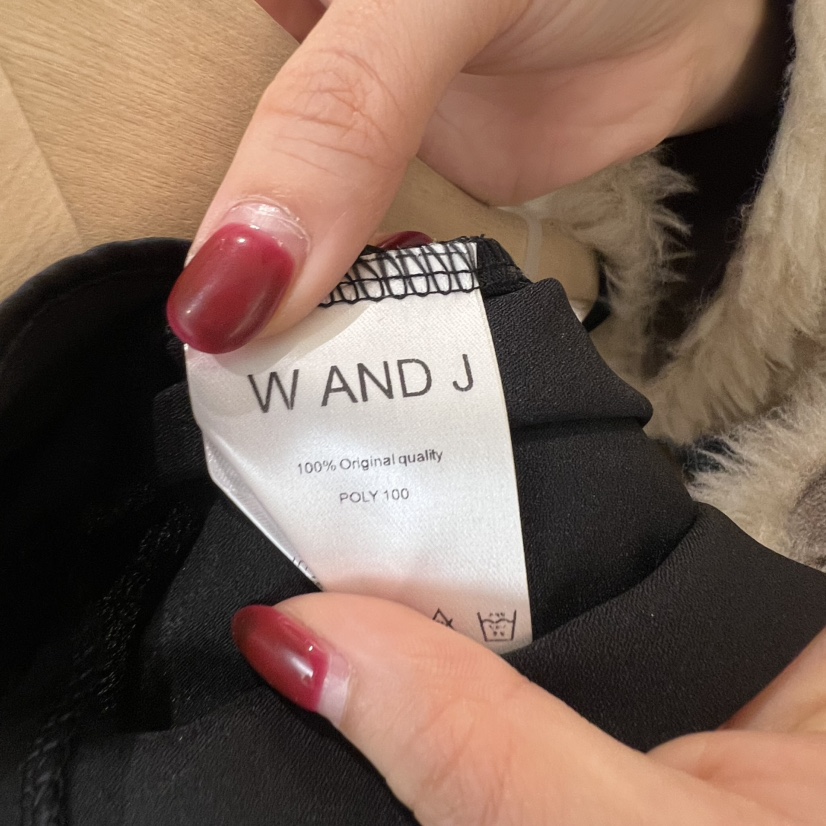 W AND J
100% Original quality
POLY 100